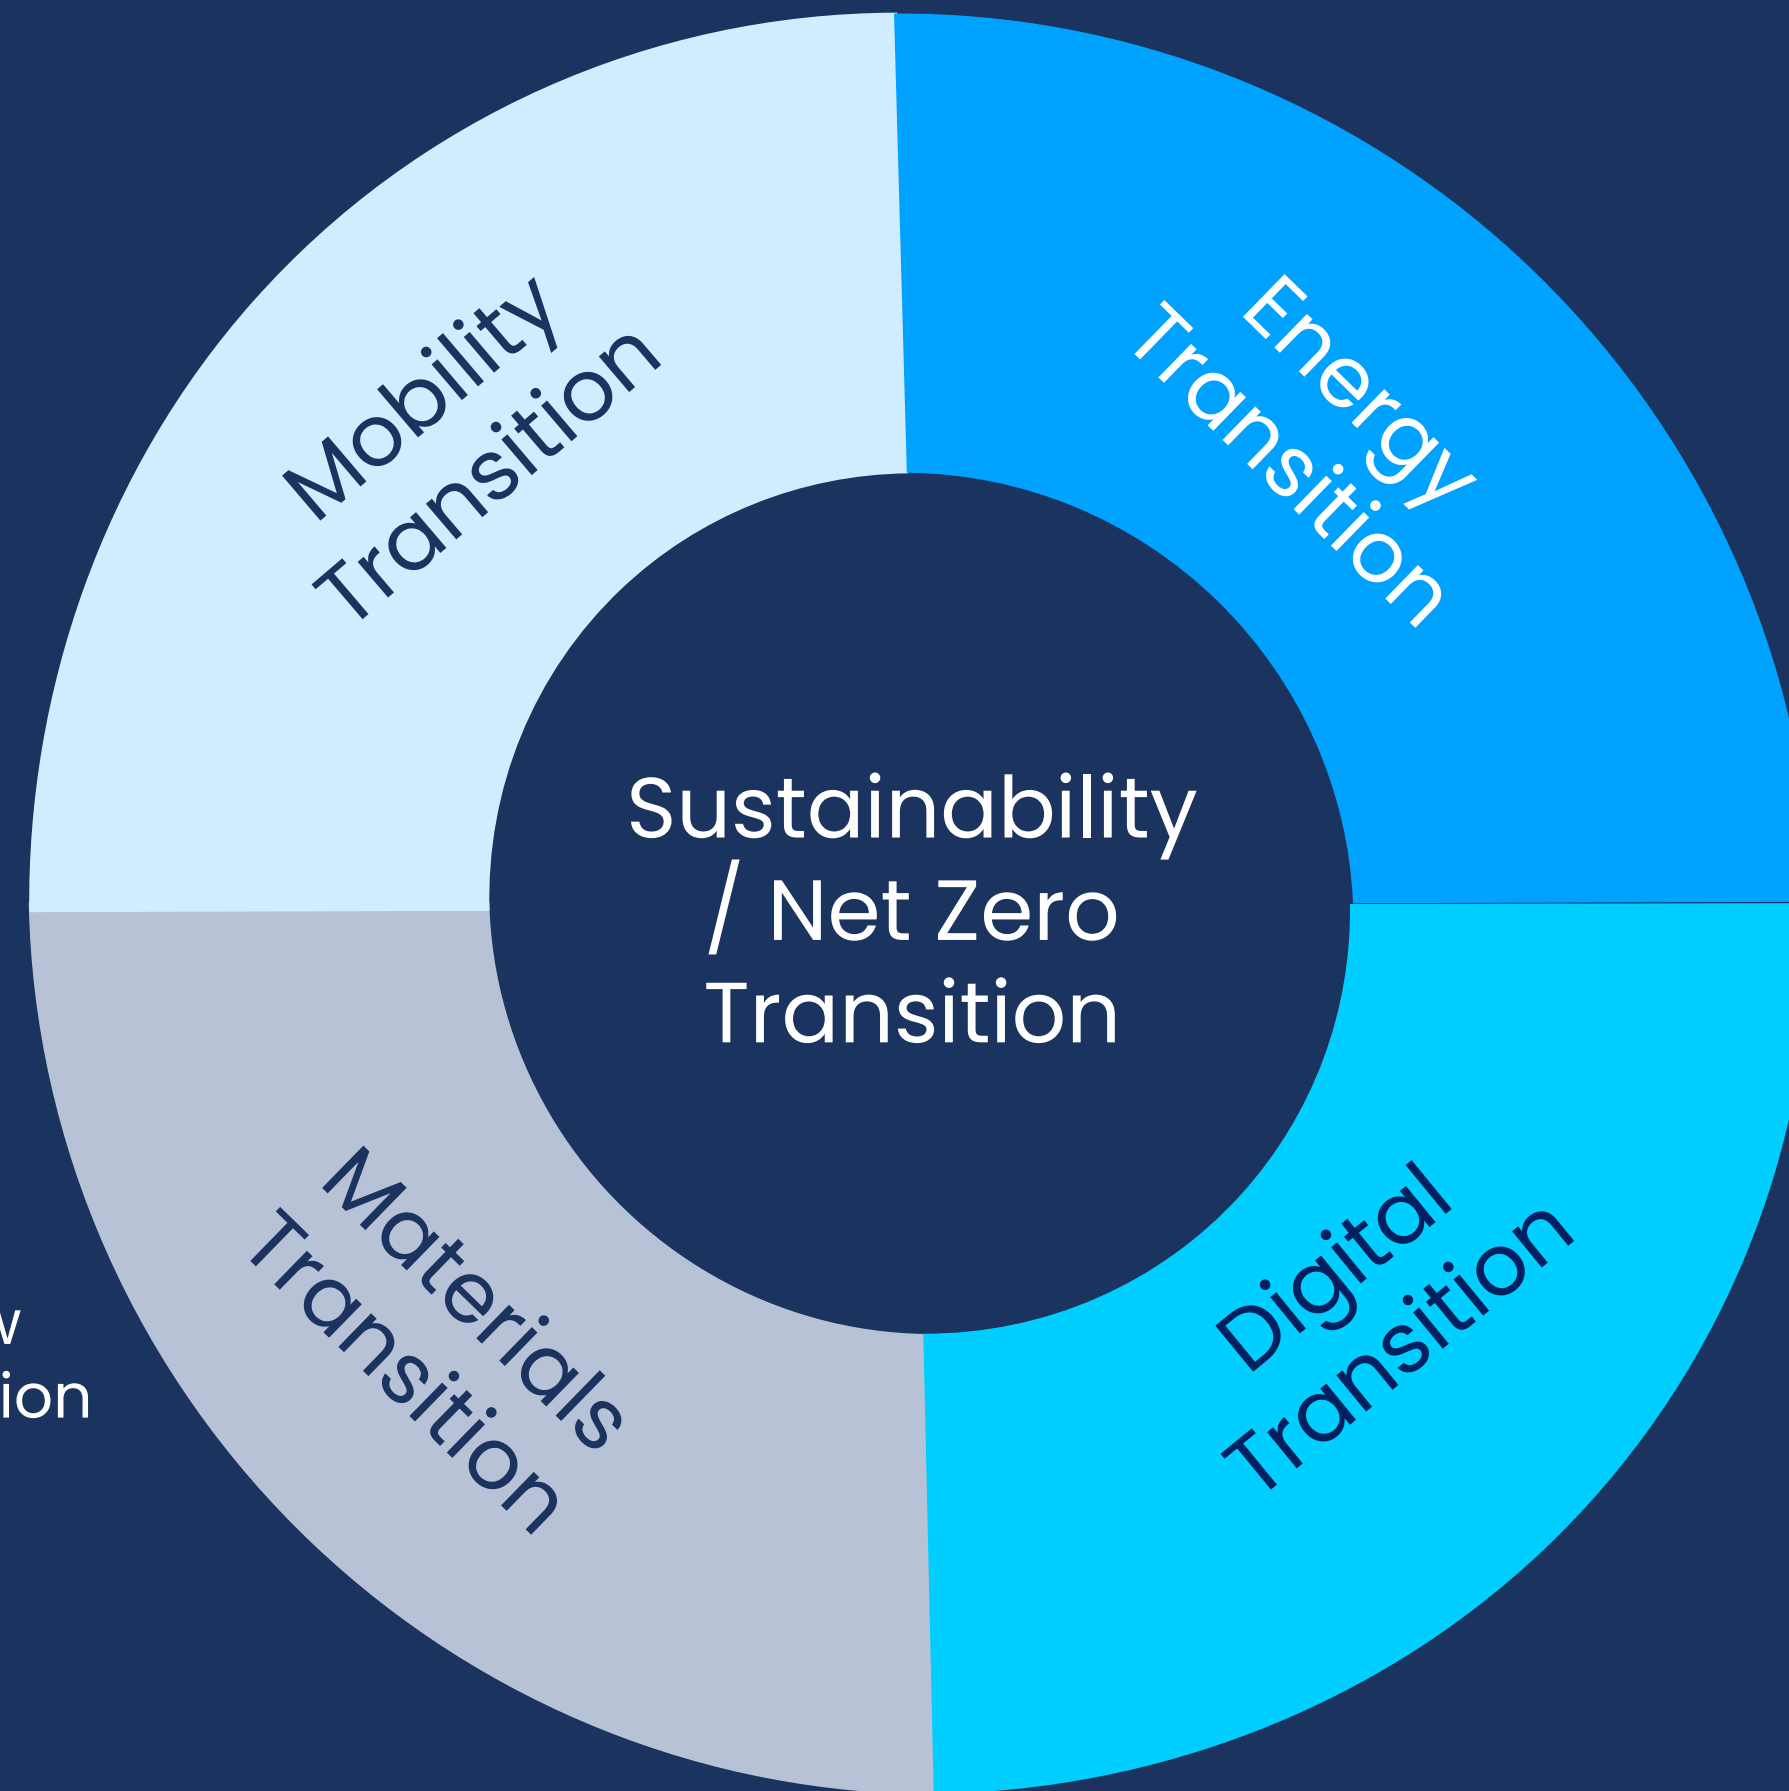 Mobility
Transition
Energy
Transition
Sustainability
/ Net Zero
Transition
Materials
Transition
Digital
Transition